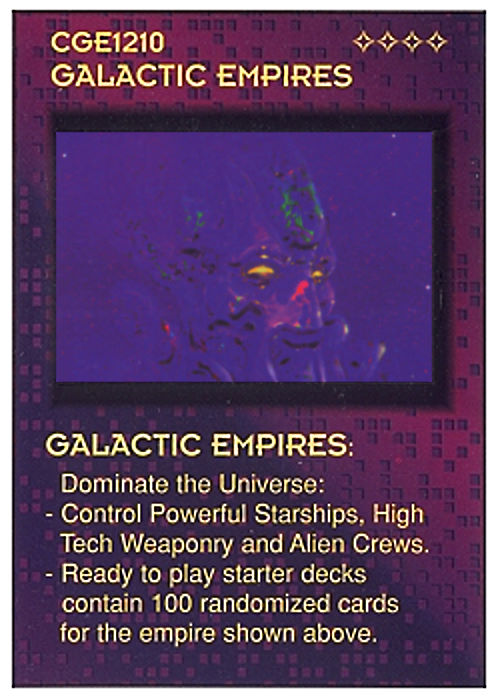 CGE1210
GALACTIC EMPIRES
GALACTIC EMPIRES:
Dominate the Universe:
- Control Powerful Starships, High
Tech Weaponry and Alien Crews.
- Ready to play starter decks
contain 100 randomized cards
for the empire shown above.